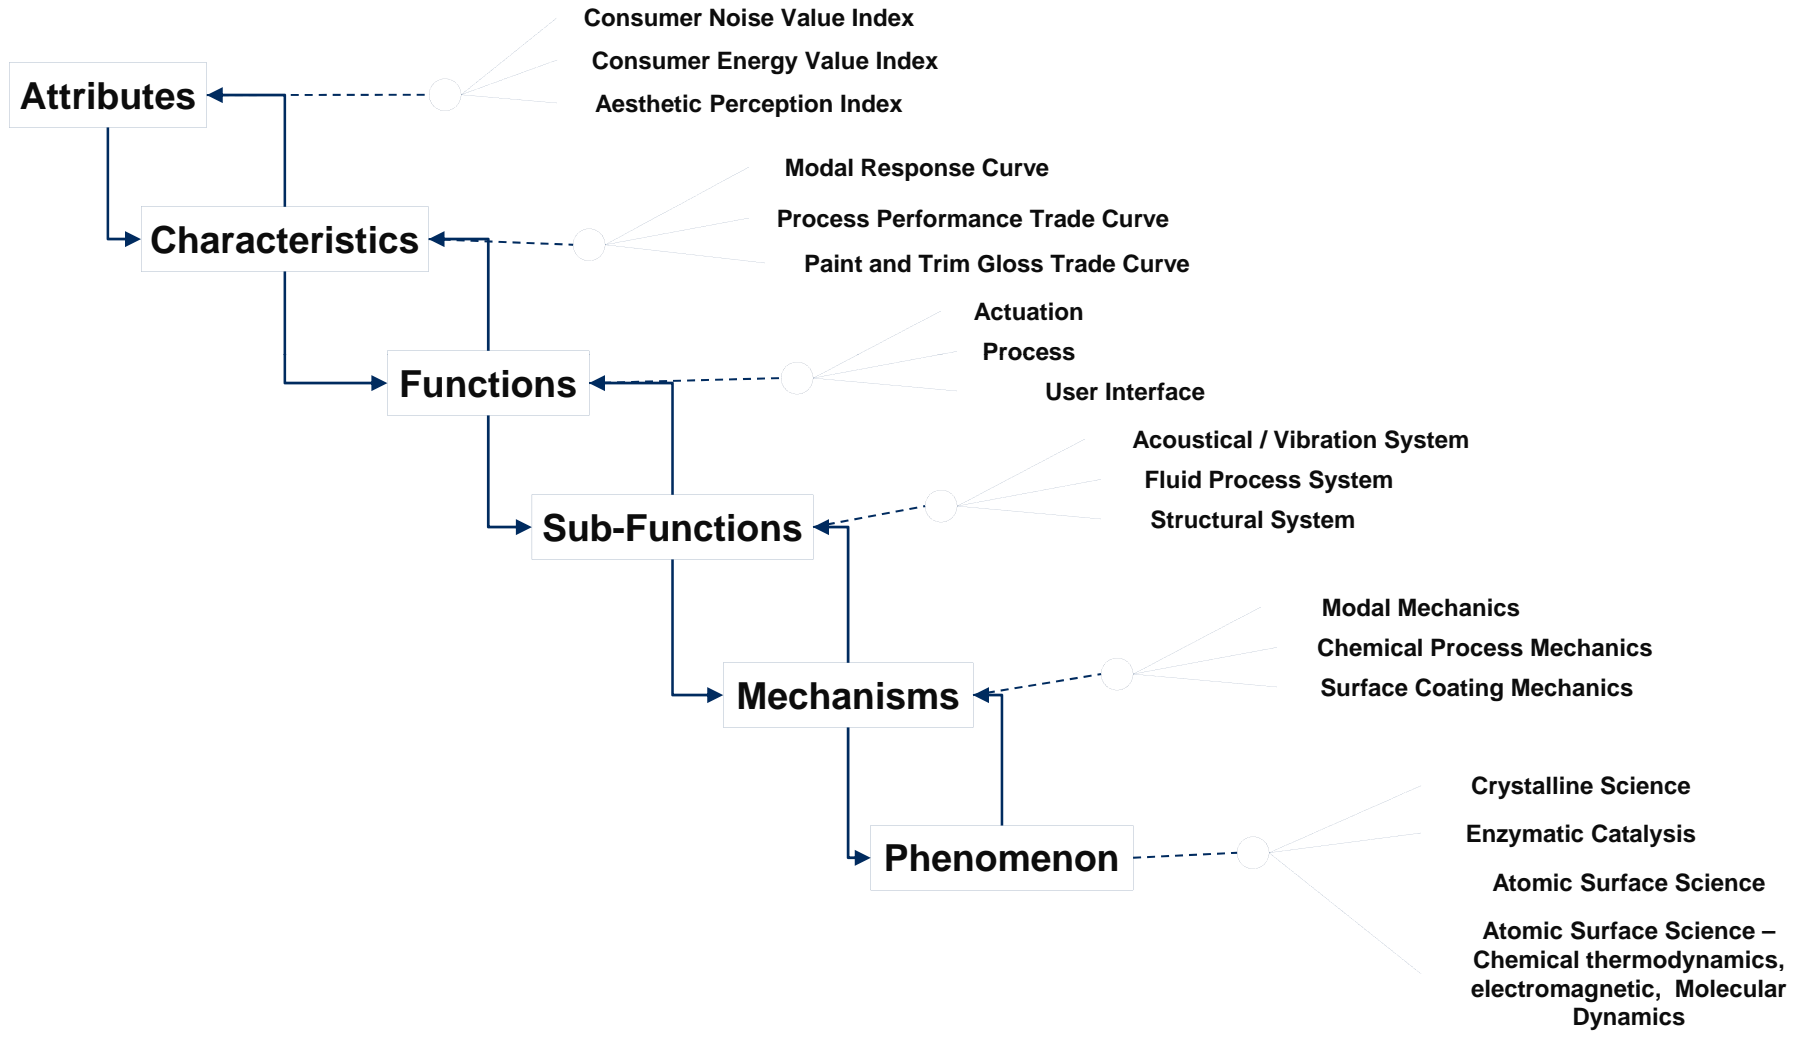 Consumer Noise Value Index
Consumer Energy Value Index
Attributes
Aesthetic Perception Index
Modal Response Curve
Process Performance Trade Curve
Characteristics
Paint and Trim Gloss Trade Curve
Actuation
Process
Functions
User Interface
Acoustical / Vibration System
Fluid Process System
Structural System
Sub-Functions
Modal Mechanics
Chemical Process Mechanics
Surface Coating Mechanics
Mechanisms
Crystalline Science
Enzymatic Catalysis
Phenomenon
Atomic Surface Science
Atomic Surface Science –
Chemical thermodynamics,
electromagnetic,  Molecular
Dynamics